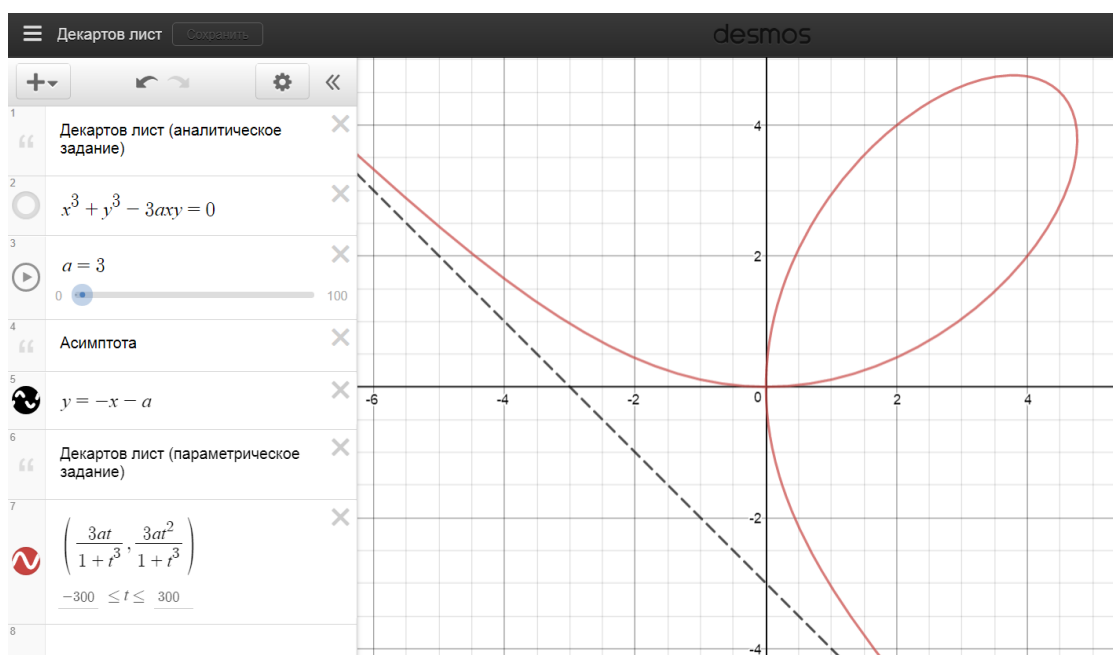 Декартов лист Сохранить desmos
1
Декартов лист (аналитическое
задание)
2
x³ + y³ − 3axy = 0
3
a = 3
0 100
4
Асимптота
5
y = −x − a
6
Декартов лист (параметрическое
задание)
7
(3at / 1 + t³, 3at² / 1 + t³)
−300 ≤ t ≤ 300
8
4
2
-6 -4 -2 0 2 4
-2
-4